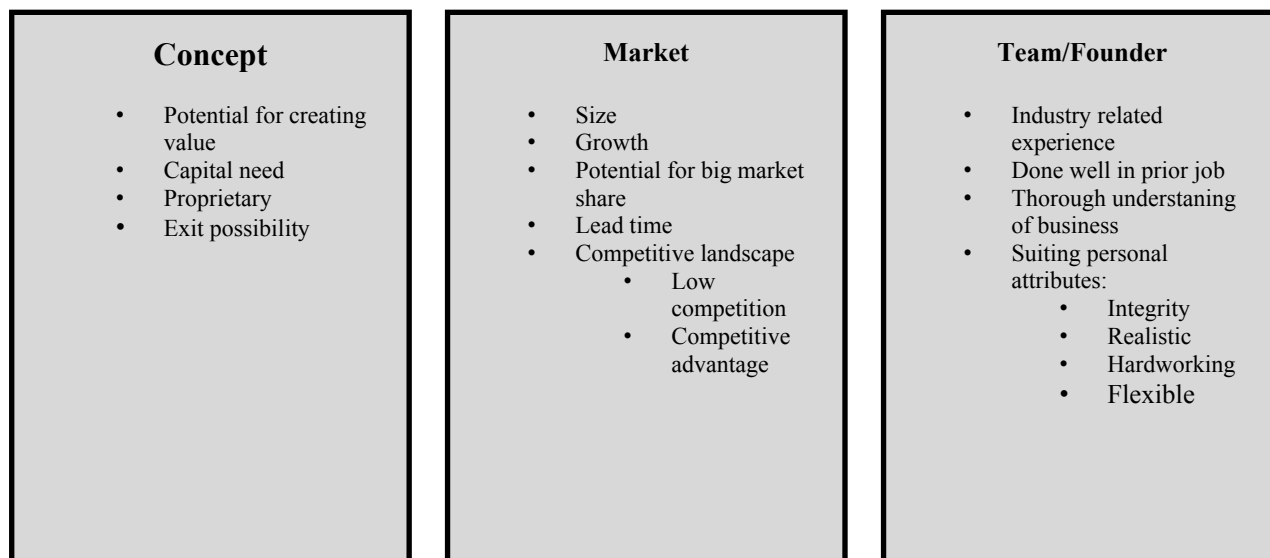 Concept
• Potential for creating
value
• Capital need
• Proprietary
• Exit possibility
Market
• Size
• Growth
• Potential for big market
share
• Lead time
• Competitive landscape
• Low
competition
• Competitive
advantage
Team/Founder
• Industry related
experience
• Done well in prior job
• Thorough understaning
of business
• Suiting personal
attributes:
• Integrity
• Realistic
• Hardworking
• Flexible